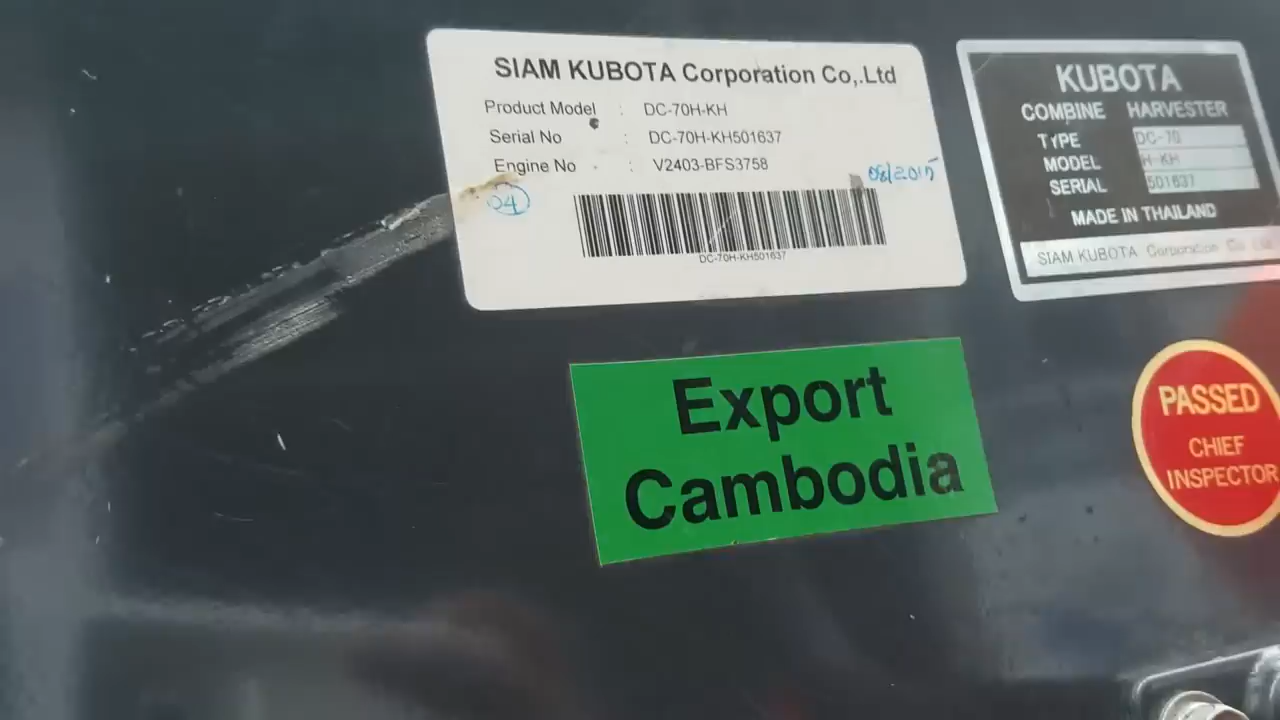 SIAM KUBOTA Corporation Co,.Ltd
Product Model : DC-70H-KH
Serial No : DC-70H-KH501637
Engine No : V2403-BFS3758
08/2015
04
DC-70H-KH501637
KUBOTA
COMBINE HARVESTER
TYPE DC-70
MODEL H-KH
SERIAL 501637
MADE IN THAILAND
SIAM KUBOTA Corporation Co Ltd
Export
Cambodia
PASSED
CHIEF
INSPECTOR